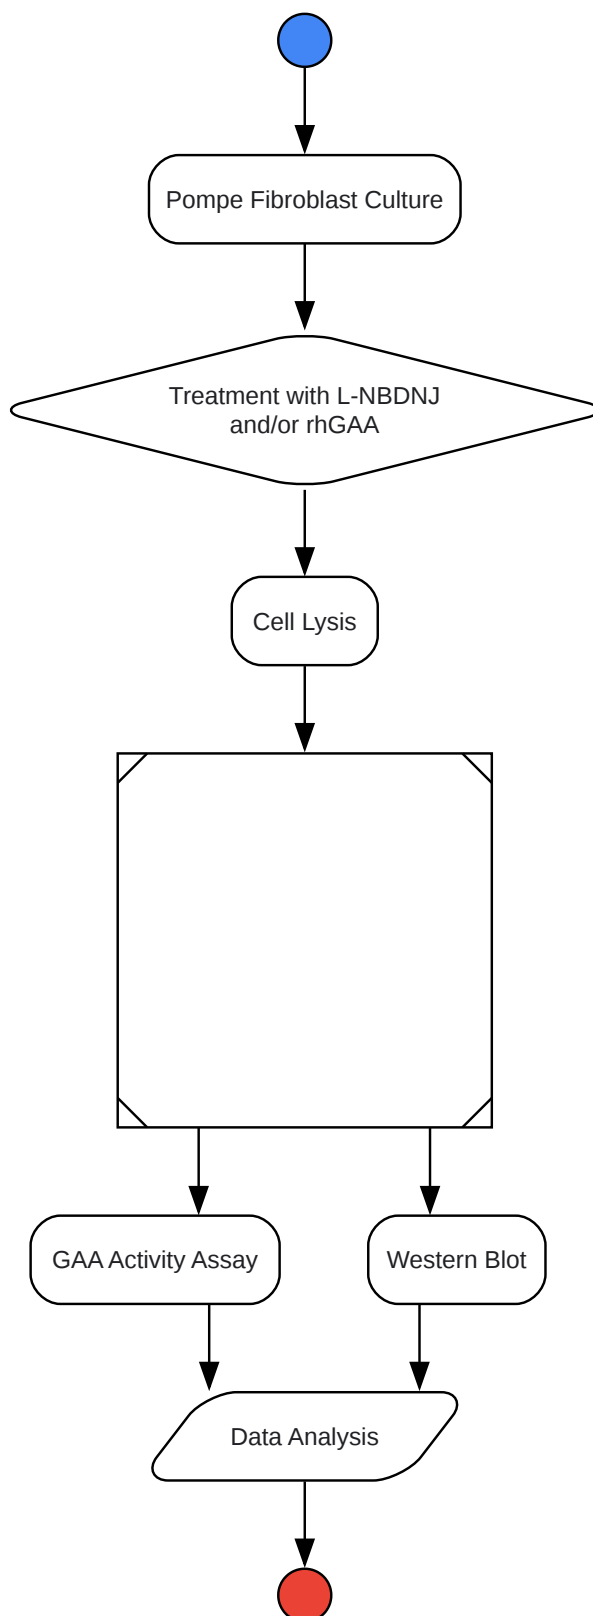 Pompe Fibroblast Culture
Treatment with L-NBDNJ
and/or rhGAA
Cell Lysis
GAA Activity Assay
Western Blot
Data Analysis